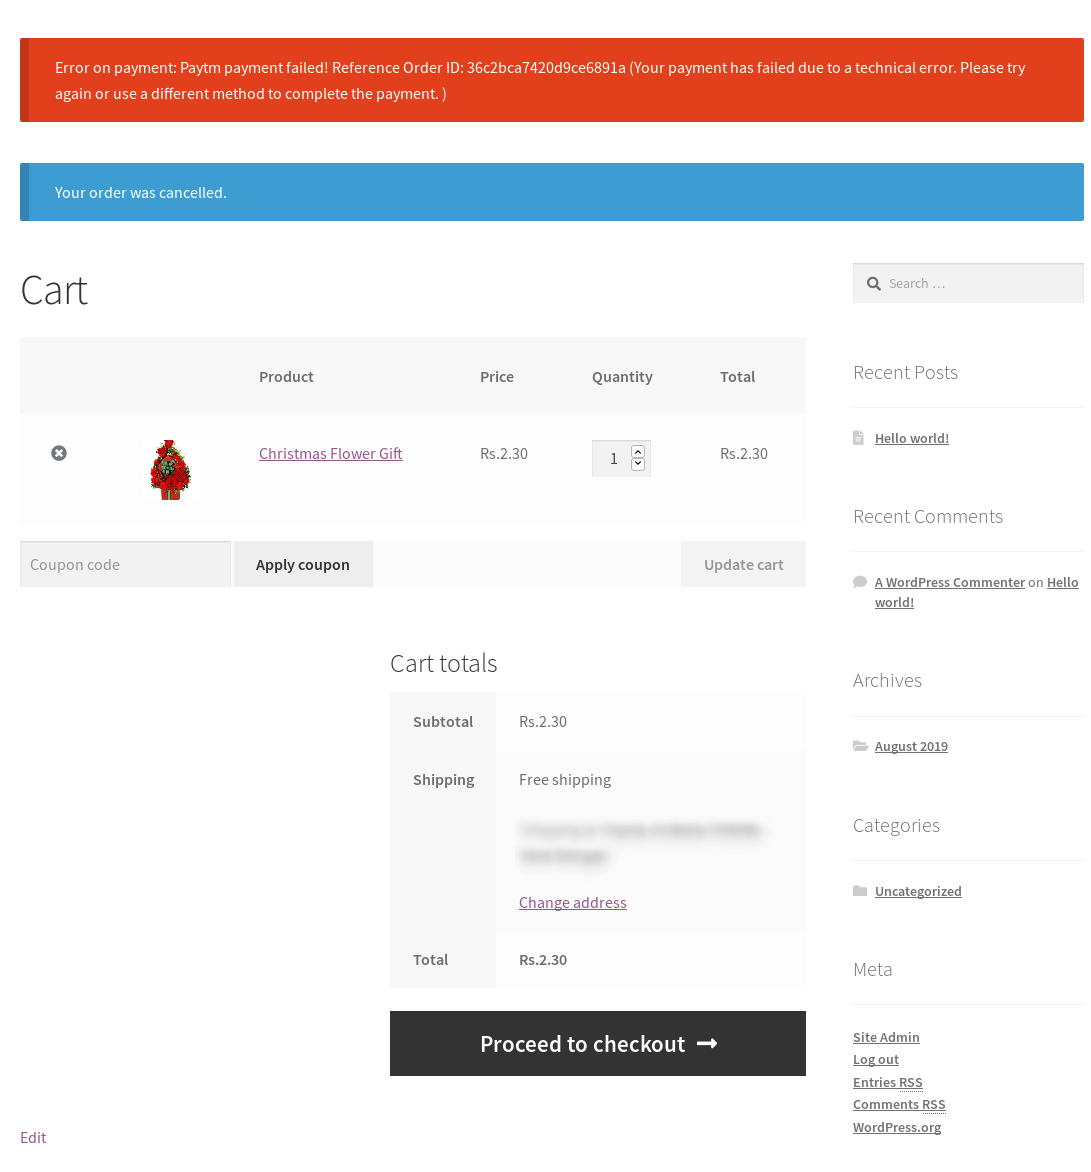 Error on payment: Paytm payment failed! Reference Order ID: 36c2bca7420d9ce6891a (Your payment has failed due to a technical error. Please try
again or use a different method to complete the payment. )
Your order was cancelled.
Cart
Product Price Quantity Total
Christmas Flower Gift Rs.2.30 1 Rs.2.30
Coupon code Apply coupon Update cart
Cart totals
Subtotal Rs.2.30
Shipping Free shipping
Change address
Total Rs.2.30
Proceed to checkout
Edit
Search …
Recent Posts
Hello world!
Recent Comments
A WordPress Commenter on Hello
world!
Archives
August 2019
Categories
Uncategorized
Meta
Site Admin
Log out
Entries RSS
Comments RSS
WordPress.org